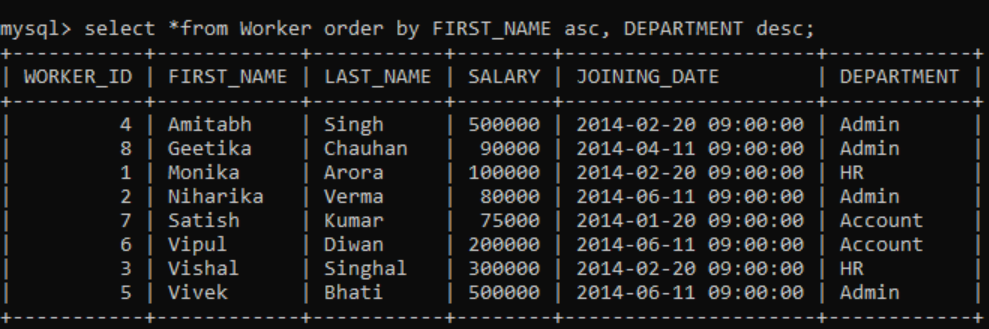 mysql> select *from Worker order by FIRST_NAME asc, DEPARTMENT desc;
+-----------+------------+-----------+--------+---------------------+------------+
| WORKER_ID | FIRST_NAME | LAST_NAME | SALARY | JOINING_DATE        | DEPARTMENT |
+-----------+------------+-----------+--------+---------------------+------------+
|         4 | Amitabh    | Singh     | 500000 | 2014-02-20 09:00:00 | Admin      |
|         8 | Geetika    | Chauhan   |  90000 | 2014-04-11 09:00:00 | Admin      |
|         1 | Monika     | Arora     | 100000 | 2014-02-20 09:00:00 | HR         |
|         2 | Niharika   | Verma     |  80000 | 2014-06-11 09:00:00 | Admin      |
|         7 | Satish     | Kumar     |  75000 | 2014-01-20 09:00:00 | Account    |
|         6 | Vipul      | Diwan     | 200000 | 2014-06-11 09:00:00 | Account    |
|         3 | Vishal     | Singhal   | 300000 | 2014-02-20 09:00:00 | HR         |
|         5 | Vivek      | Bhati     | 500000 | 2014-06-11 09:00:00 | Admin      |
+-----------+------------+-----------+--------+---------------------+------------+